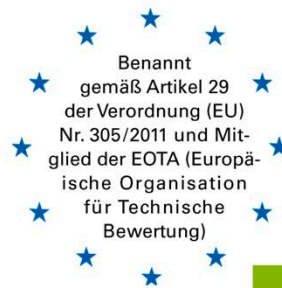 Benannt
gemäß Artikel 29
der Verordnung (EU)
Nr. 305/2011 und Mit-
glied der EOTA (Europä-
ische Organisation
für Technische
Bewertung)